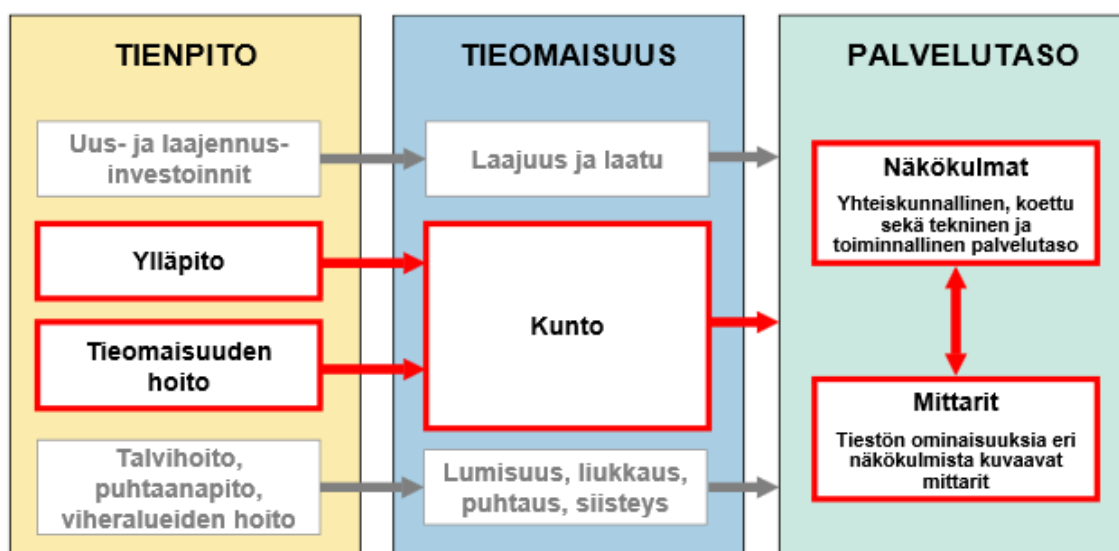 TIENPITO
Uus- ja laajennus-
investoinnit
Ylläpito
Tieomaisuuden
hoito
Talvihoito,
puhtaanapito,
viheralueiden hoito
TIEOMAISUUS
Laajuus ja laatu
Kunto
Lumisuus, liukkaus,
puhtaus, siisteys
PALVELUTASO
Näkökulmat
Yhteiskunnallinen, koettu
sekä tekninen ja
toiminnallinen palvelutaso
Mittarit
Tiestön ominaisuuksia eri
näkökulmista kuvaavat
mittarit